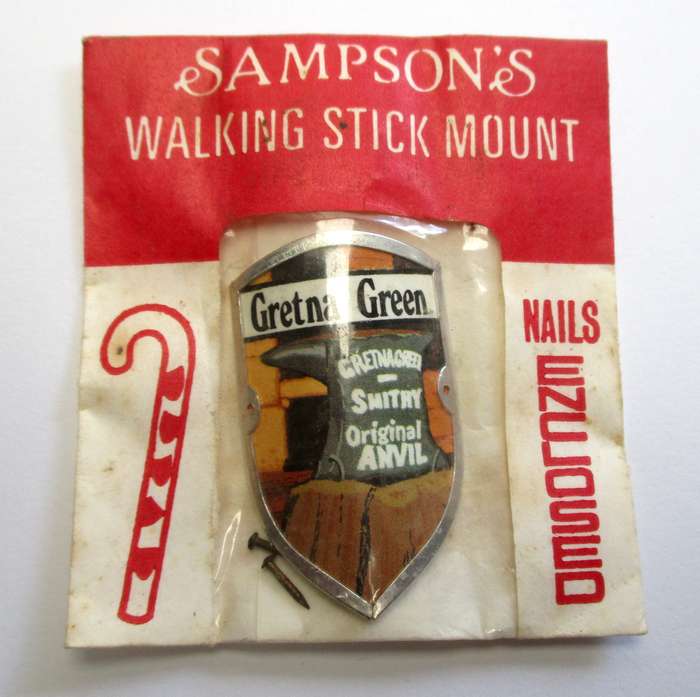 SAMPSON'S
WALKING STICK MOUNT
Gretna Green
GRETNAGREEN
SMITHY
Original
ANVIL
NAILS
ENCLOSED